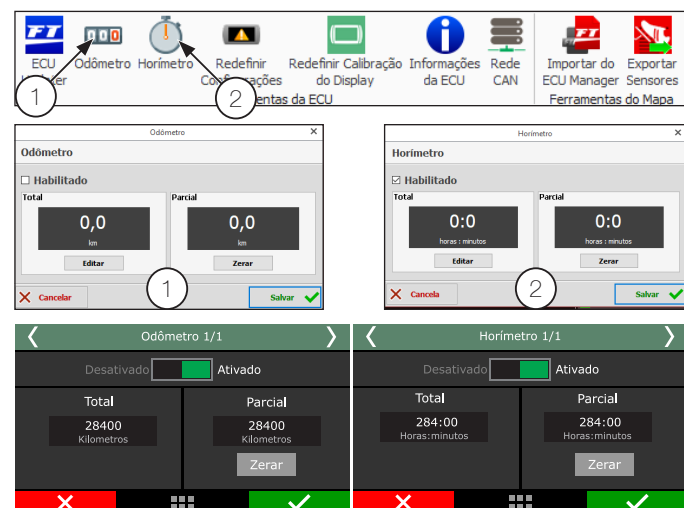 FT
ECU
Odômetro
Horímetro
Redefinir
Redefinir Calibração
do Display
Informações
da ECU
Rede
CAN
Importar do
ECU Manager
Exportar
Sensores
1
2
da ECU
Ferramentas do Mapa
Odômetro
Odômetro
Habilitado
Total
Parcial
0,0
km
0,0
km
Editar
Zerar
Cancelar
1
Salvar
Horímetro
Horímetro
Habilitado
Total
Parcial
0:0
horas : minutos
0:0
horas : minutos
Editar
Zerar
Cancela
2
Salvar
Odômetro 1/1
Desativado
Ativado
Total
Parcial
28400
Kilometros
28400
Kilometros
Zerar
Horímetro 1/1
Desativado
Ativado
Total
Parcial
284:00
Horas:minutos
284:00
Horas:minutos
Zerar